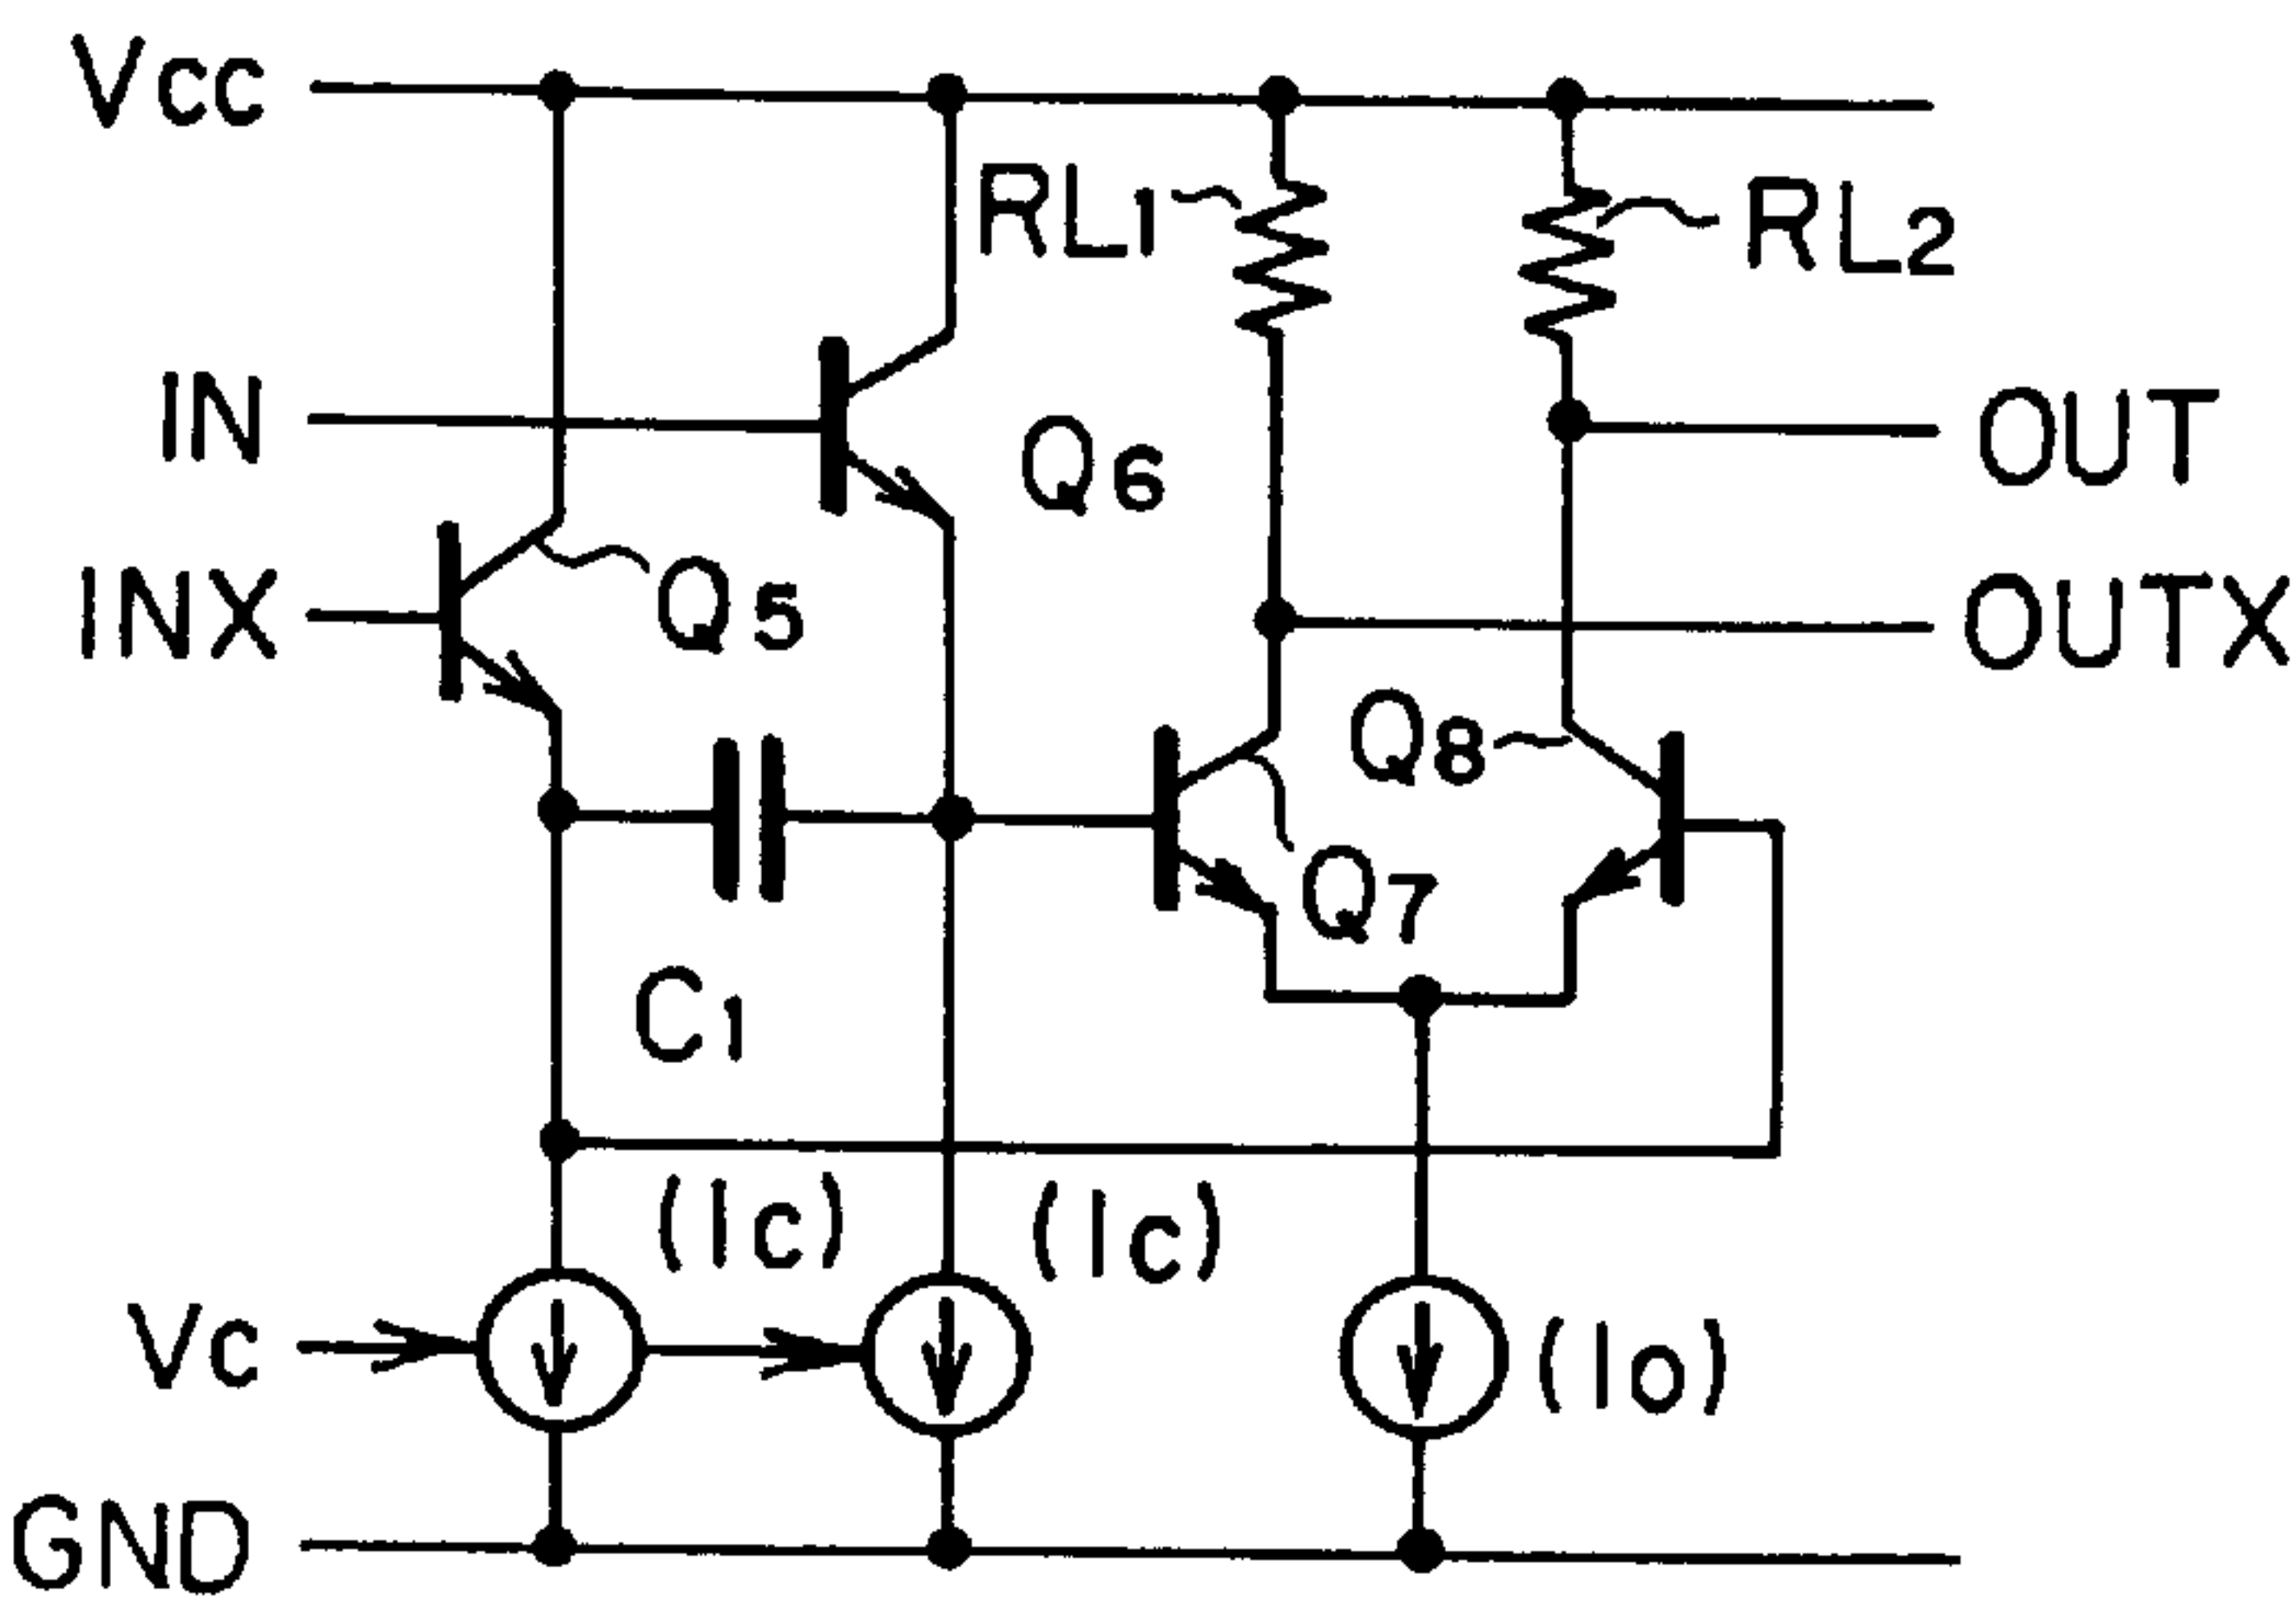 Vcc
RL1
RL2
IN
Q6
OUT
INX
Q5
OUTX
Q8
Q7
C1
(Ic)
(Ic)
Vc
(Io)
GND